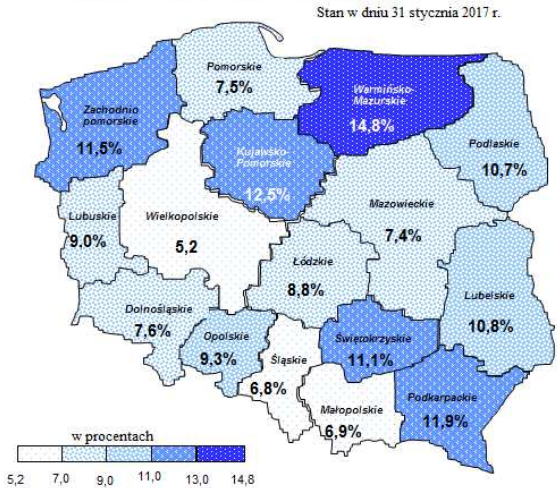 Stan w dniu 31 stycznia 2017 r.
Pomorskie
7,5%
Warmińsko-
Mazurskie
14,8%
Zachodnio
pomorskie
11,5%
Podlaskie
10,7%
Kujawsko-
Pomorskie
12,5%
Mazowieckie
7,4%
Lubuskie
9,0%
Wielkopolskie
5,2
Łódzkie
8,8%
Lubelskie
10,8%
Dolnośląskie
7,6%
Opolskie
9,3%
Śląskie
6,8%
Świętokrzyskie
11,1%
Małopolskie
6,9%
Podkarpackie
11,9%
w procentach
5,2 7,0 9,0 11,0 13,0 14,8